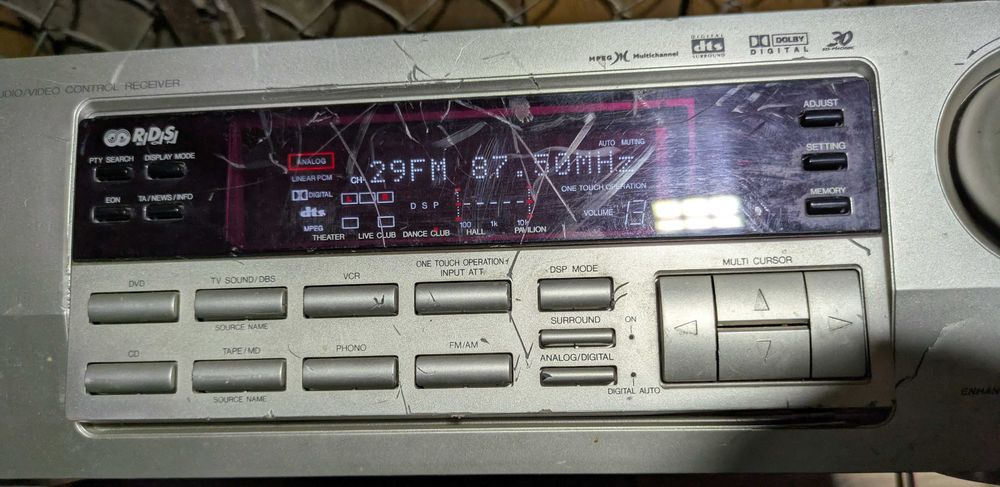 MPEG Multichannel
DIGITAL
dts
SURROUND
DOLBY
DIGITAL
AUDIO/VIDEO CONTROL RECEIVER
RDS
PTY SEARCH
DISPLAY MODE
EON
TA/NEWS/INFO
ANALOG
LINEAR PCM
DIGITAL
dts
MPEG
CH
29FM 87.50MHz
AUTO MUTING
ONE TOUCH OPERATION
DSP
VOLUME 13
100 1k 10k
THEATER LIVE CLUB DANCE CLUB HALL PAVILION
ADJUST
SETTING
MEMORY
DVD
TV SOUND/DBS
VCR
ONE TOUCH OPERATION/
INPUT ATT.
DSP MODE
MULTI CURSOR
SOURCE NAME
SURROUND
ON
CD
TAPE/MD
PHONO
FM/AM
ANALOG/DIGITAL
SOURCE NAME
DIGITAL AUTO